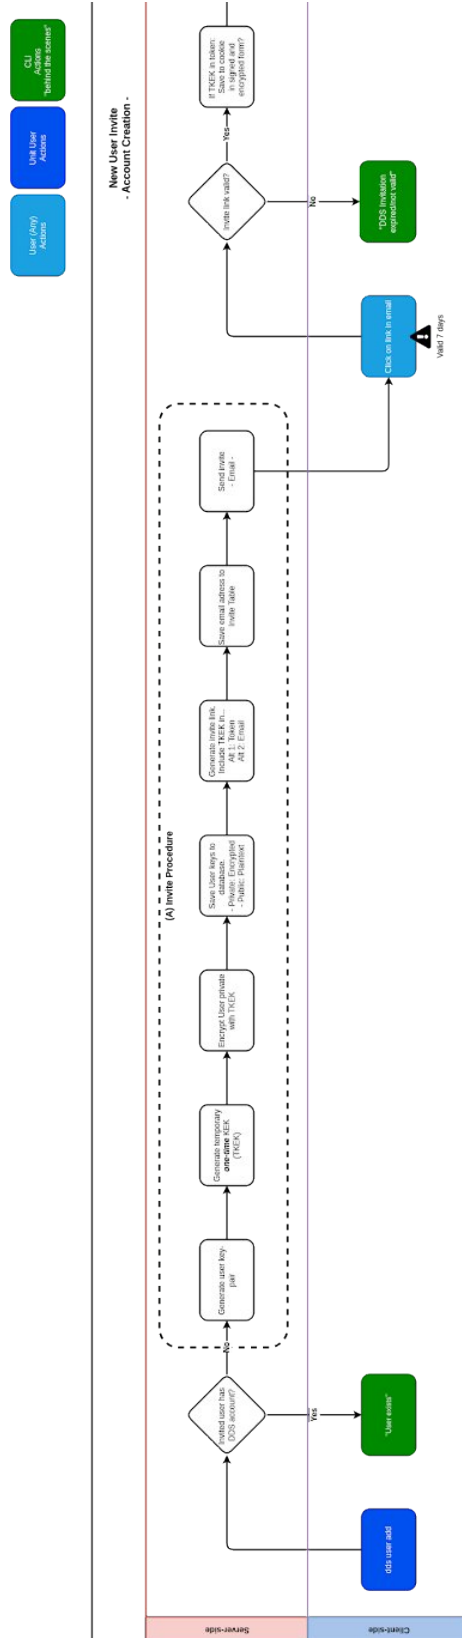 CLI
Actions
"behind the scenes"
Unit User
Actions
User (Any)
Actions
New User Invite
- Account Creation -
Server-side
Client-side
dds user add
Invited user has
DDS account?
Yes
"User exists"
No
(A) Invite Procedure
Generate user key-
pair
Generate temporary
one-time KEK
(TKEK)
Encrypt User private
with TKEK
Save User keys to
database.
- Private: Encrypted
- Public: Plaintext
Generate invite link.
Include TKEK in...
Alt 1: Token
Alt 2: Email
Save email adress to
Invite Table
Send invite
- Email -
Click on link in email
Valid 7 days
Invite link valid?
No
"DDS Invitation
expired/not valid"
Yes
If TKEK in token:
Save to cookie
in signed and
encrypted form?